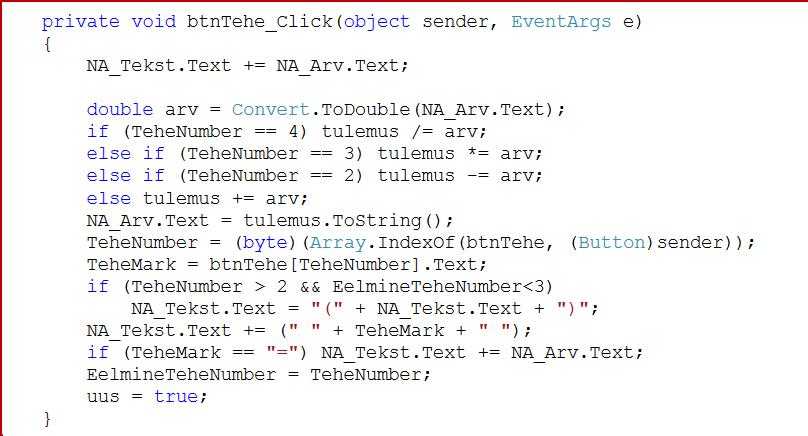 private void btnTehe_Click(object sender, EventArgs e)
{
NA_Tekst.Text += NA_Arv.Text;
double arv = Convert.ToDouble(NA_Arv.Text);
if (TeheNumber == 4) tulemus /= arv;
else if (TeheNumber == 3) tulemus *= arv;
else if (TeheNumber == 2) tulemus -= arv;
else tulemus += arv;
NA_Arv.Text = tulemus.ToString();
TeheNumber = (byte)(Array.IndexOf(btnTehe, (Button)sender));
TeheMark = btnTehe[TeheNumber].Text;
if (TeheNumber > 2 && EelmineTeheNumber<3)
NA_Tekst.Text = "(" + NA_Tekst.Text + ")";
NA_Tekst.Text += (" " + TeheMark + " ");
if (TeheMark == "=") NA_Tekst.Text += NA_Arv.Text;
EelmineTeheNumber = TeheNumber;
uus = true;
}